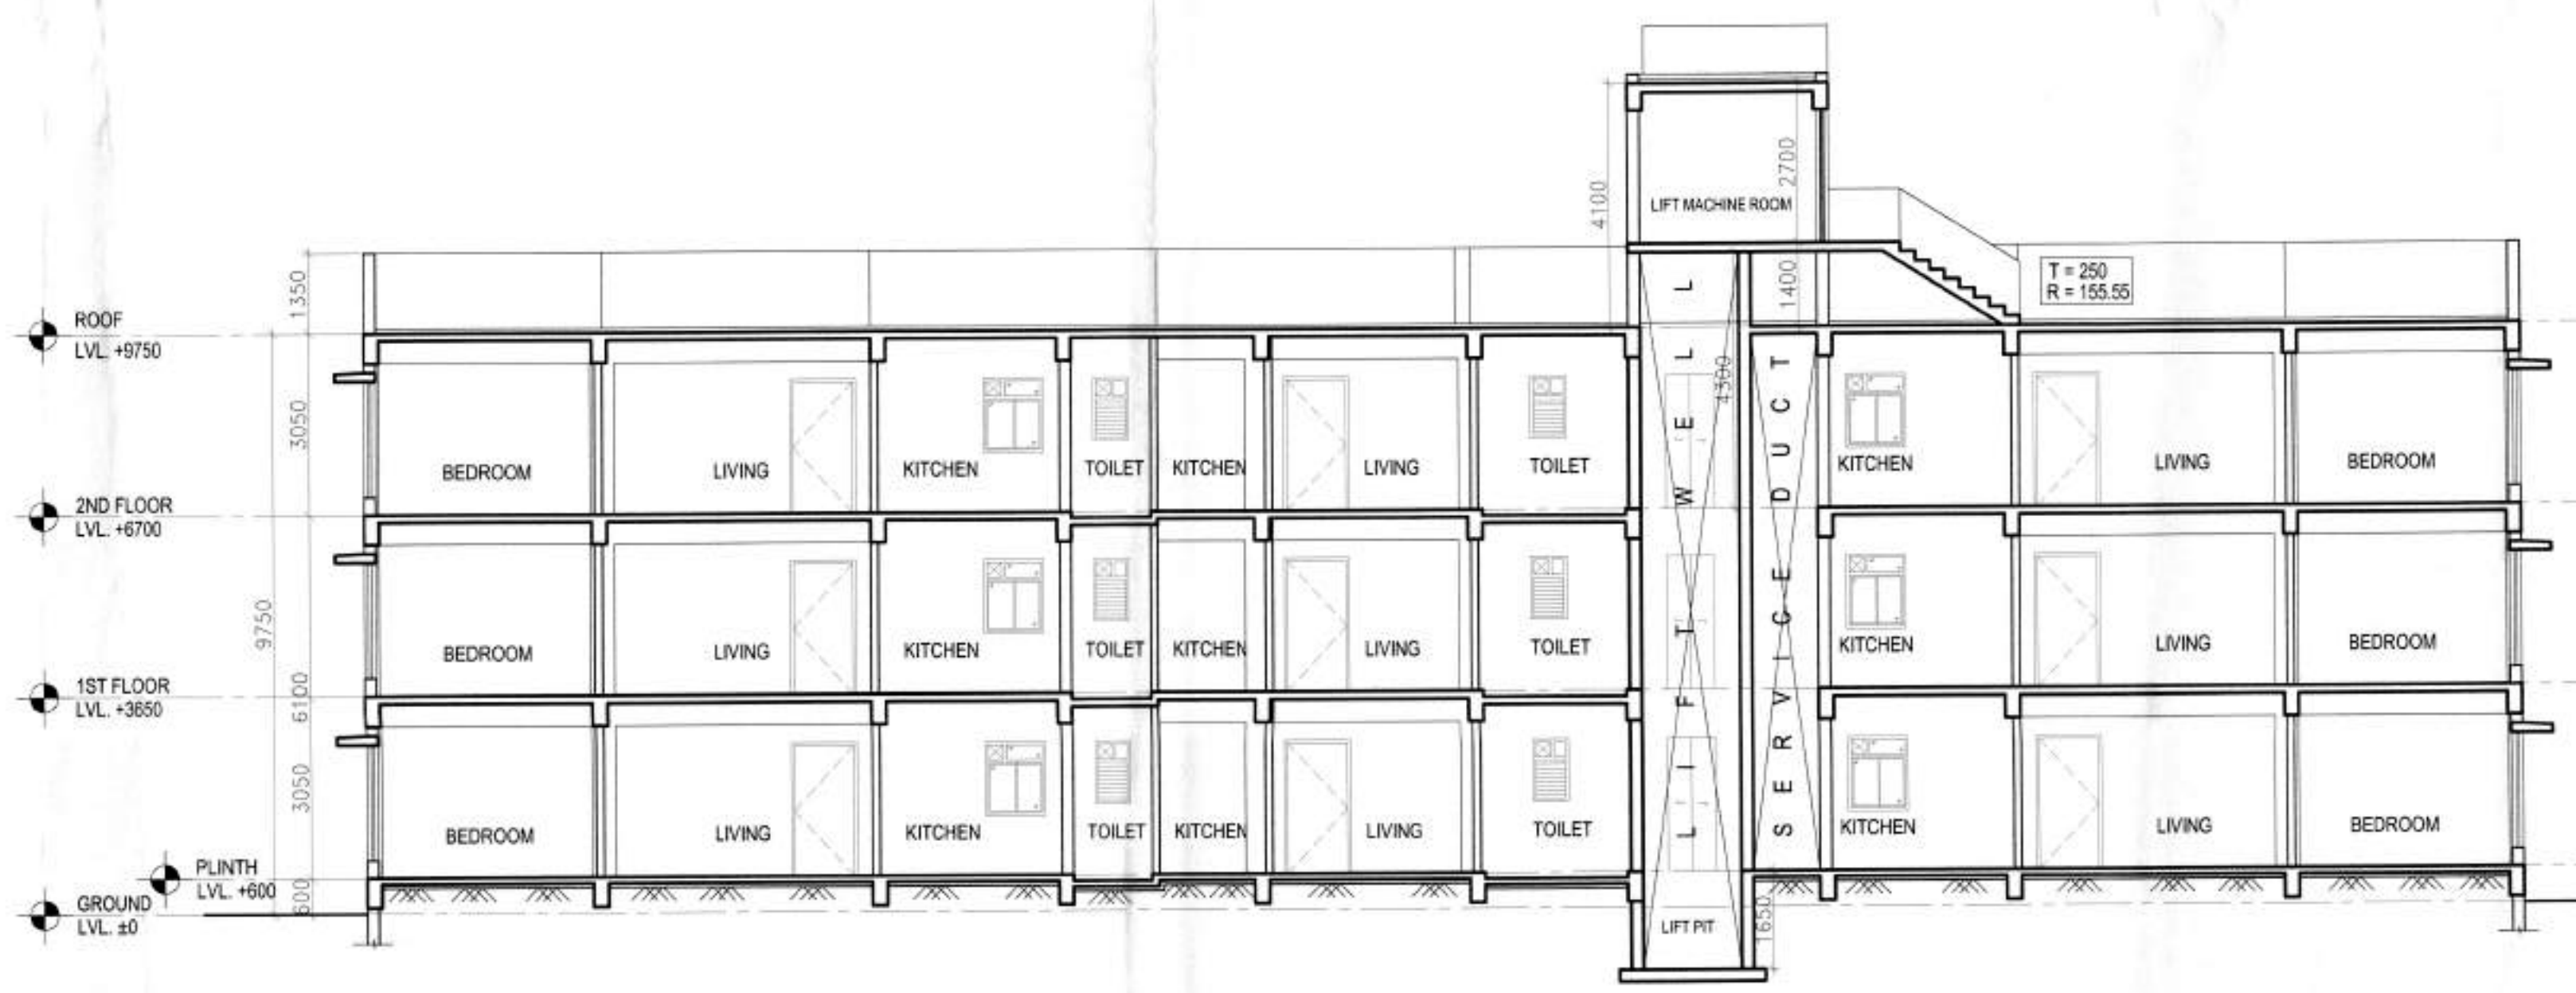 4100
2700
LIFT MACHINE ROOM
1350
1400
T = 250
R = 155.55
ROOF
LVL. +9750
3050
4300
BEDROOM LIVING KITCHEN TOILET KITCHEN LIVING TOILET KITCHEN LIVING BEDROOM
2ND FLOOR
LVL. +6700
LIFT WELL
SERVICE DUCT
9750
BEDROOM LIVING KITCHEN TOILET KITCHEN LIVING TOILET KITCHEN LIVING BEDROOM
1ST FLOOR
LVL. +3650
6100
3050
BEDROOM LIVING KITCHEN TOILET KITCHEN LIVING TOILET KITCHEN LIVING BEDROOM
PLINTH
LVL. +600
600
GROUND
LVL. ±0
LIFT PIT
1650